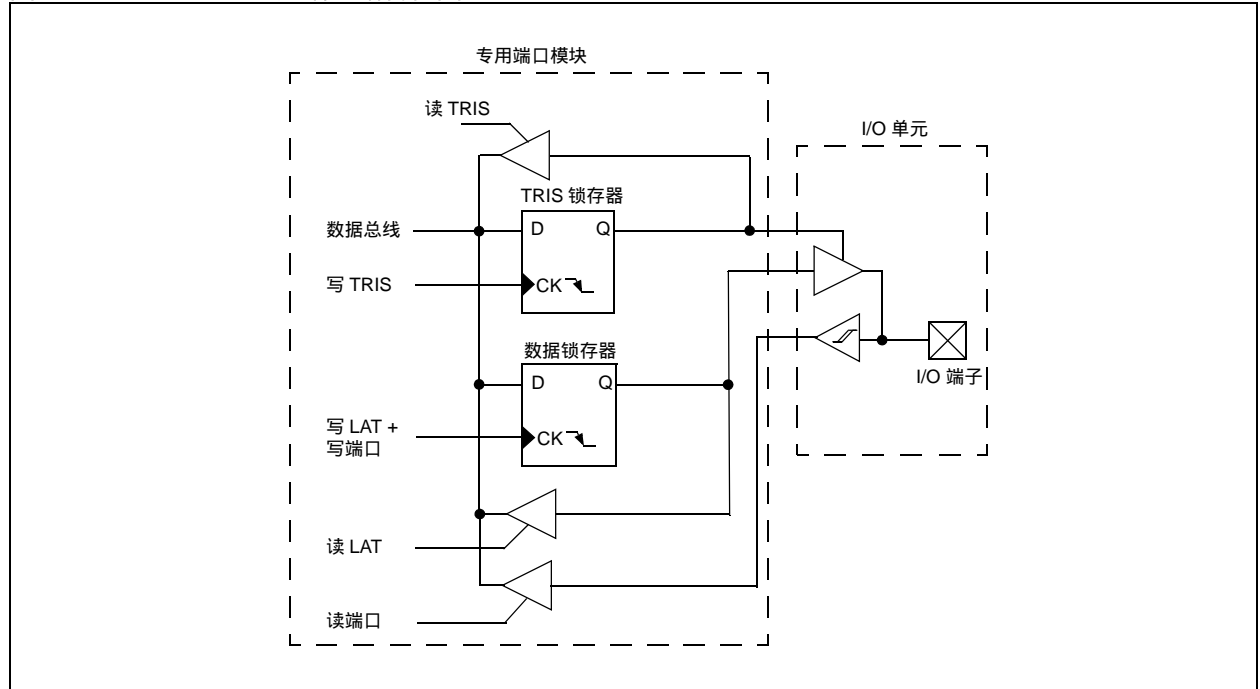 专用端口模块
读 TRIS
I/O 单元
TRIS 锁存器
数据总线
D
Q
写 TRIS
CK
数据锁存器
D
Q
I/O 端子
写 LAT +
写端口
CK
读 LAT
读端口